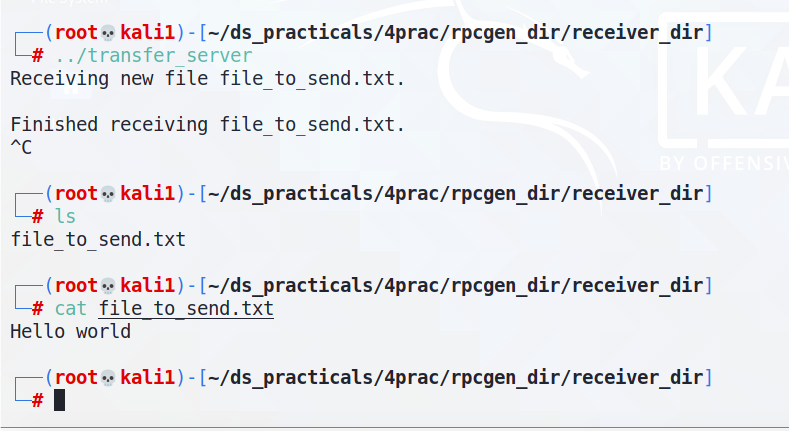 File System
┌──(root💀kali1)-[~/ds_practicals/4prac/rpcgen_dir/receiver_dir]
└─# ../transfer_server
Receiving new file file_to_send.txt.
Finished receiving file_to_send.txt.
^C
┌──(root💀kali1)-[~/ds_practicals/4prac/rpcgen_dir/receiver_dir]
└─# ls
file_to_send.txt
┌──(root💀kali1)-[~/ds_practicals/4prac/rpcgen_dir/receiver_dir]
└─# cat file_to_send.txt
Hello world
┌──(root💀kali1)-[~/ds_practicals/4prac/rpcgen_dir/receiver_dir]
└─#
KA
BY OFFENSIV